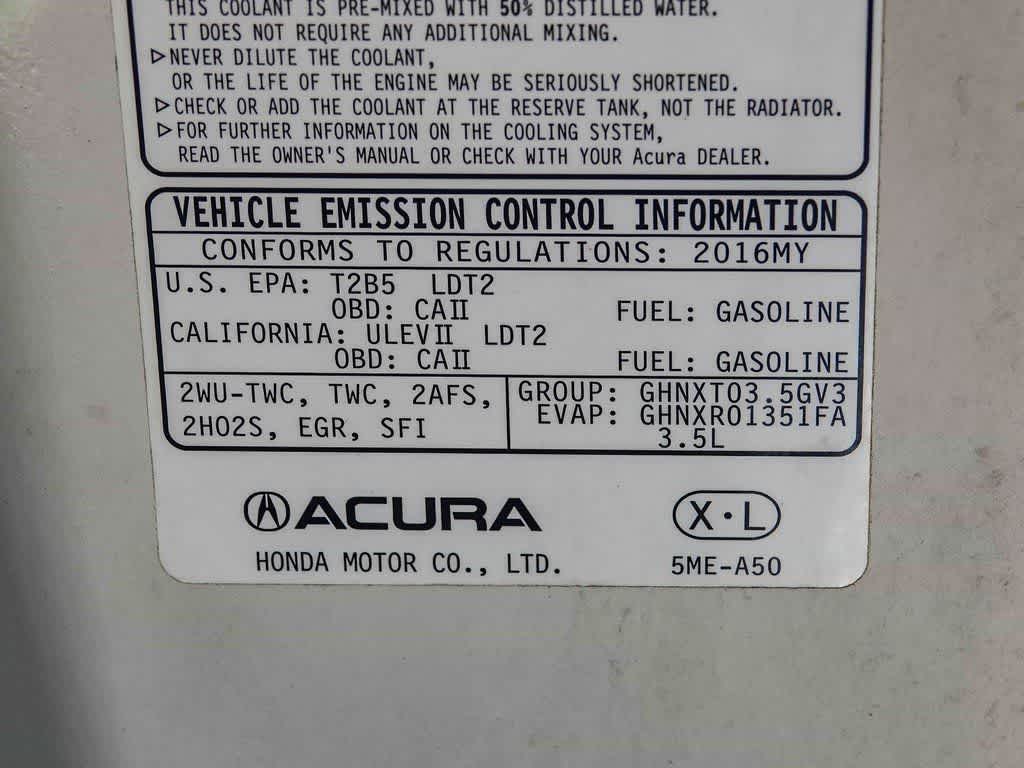 THIS COOLANT IS PRE-MIXED WITH 50% DISTILLED WATER.
IT DOES NOT REQUIRE ANY ADDITIONAL MIXING.
▷NEVER DILUTE THE COOLANT,
OR THE LIFE OF THE ENGINE MAY BE SERIOUSLY SHORTENED.
▷CHECK OR ADD THE COOLANT AT THE RESERVE TANK, NOT THE RADIATOR.
▷FOR FURTHER INFORMATION ON THE COOLING SYSTEM,
READ THE OWNER'S MANUAL OR CHECK WITH YOUR Acura DEALER.
VEHICLE EMISSION CONTROL INFORMATION
CONFORMS TO REGULATIONS: 2016MY
U.S. EPA: T2B5 LDT2
OBD: CAⅡ FUEL: GASOLINE
CALIFORNIA: ULEVⅡ LDT2
OBD: CAⅡ FUEL: GASOLINE
2WU-TWC, TWC, 2AFS,
2HO2S, EGR, SFI
GROUP: GHNXT03.5GV3
EVAP: GHNXR01351FA
3.5L
ACURA
HONDA MOTOR CO., LTD.
X·L
5ME-A50